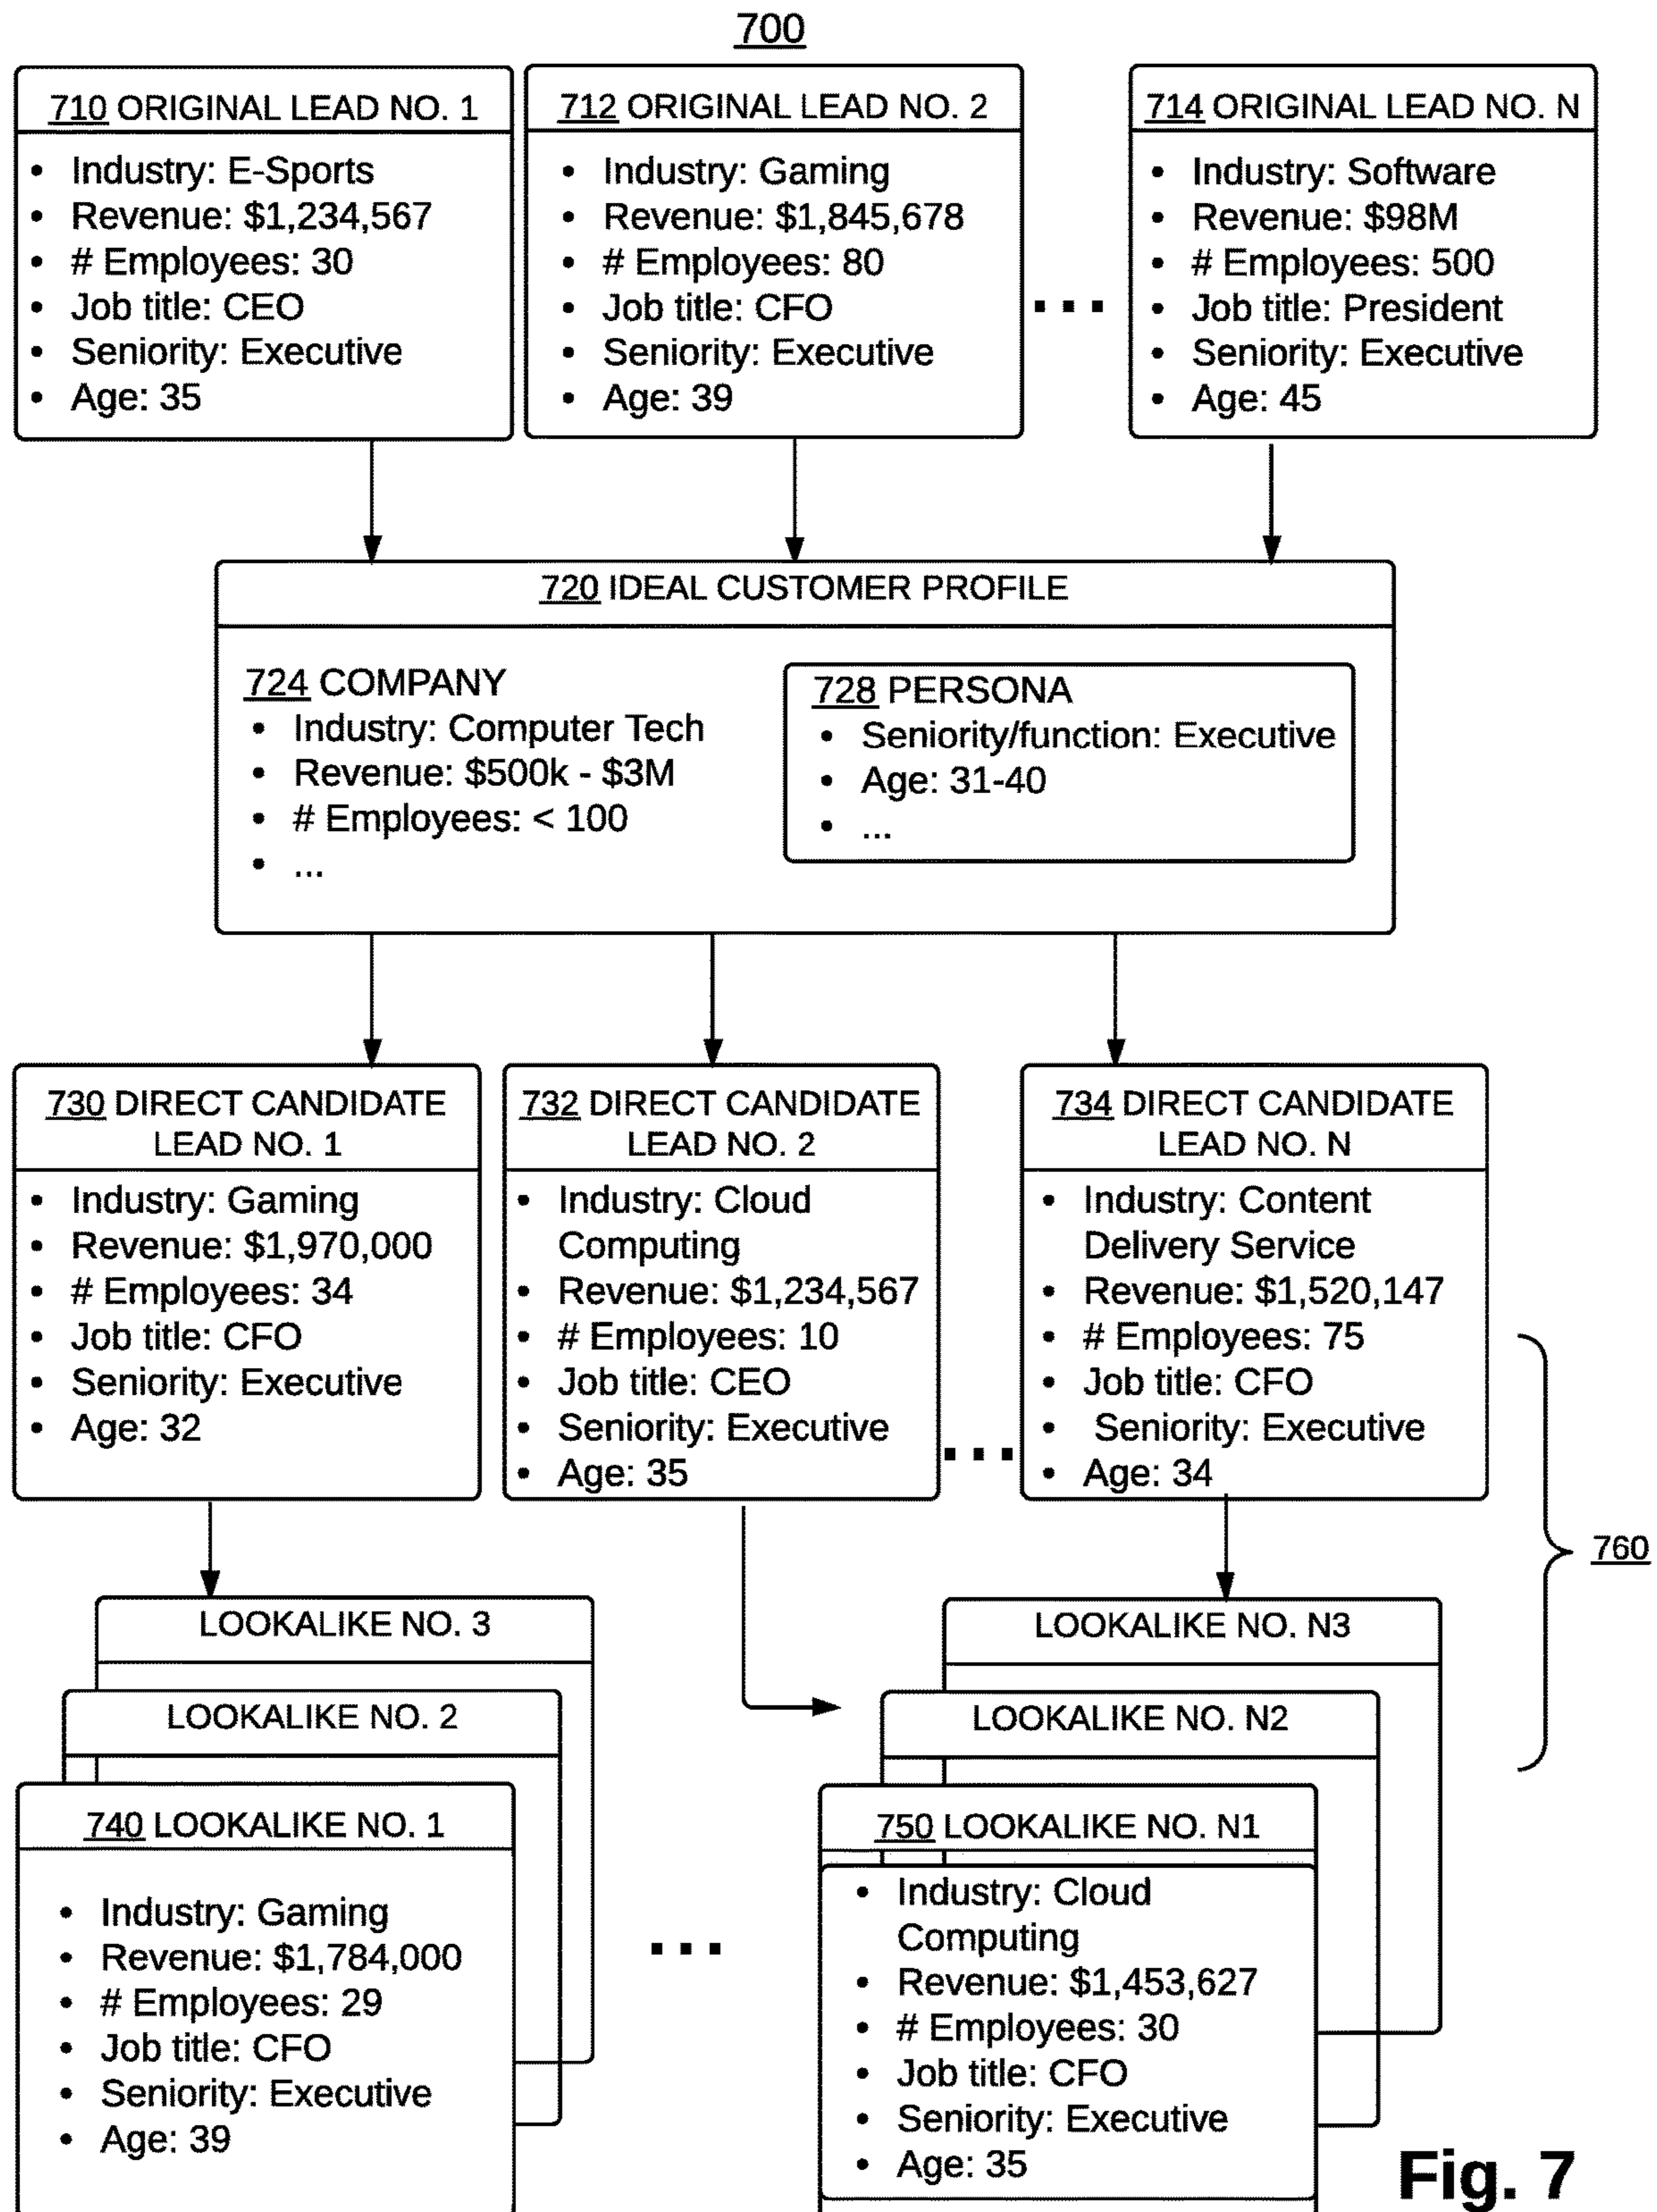 700
710 ORIGINAL LEAD NO. 1
• Industry: E-Sports
• Revenue: $1,234,567
• # Employees: 30
• Job title: CEO
• Seniority: Executive
• Age: 35
712 ORIGINAL LEAD NO. 2
• Industry: Gaming
• Revenue: $1,845,678
• # Employees: 80
• Job title: CFO
• Seniority: Executive
• Age: 39
...
714 ORIGINAL LEAD NO. N
• Industry: Software
• Revenue: $98M
• # Employees: 500
• Job title: President
• Seniority: Executive
• Age: 45
720 IDEAL CUSTOMER PROFILE
724 COMPANY
• Industry: Computer Tech
• Revenue: $500k - $3M
• # Employees: < 100
• ...
728 PERSONA
• Seniority/function: Executive
• Age: 31-40
• ...
730 DIRECT CANDIDATE
LEAD NO. 1
• Industry: Gaming
• Revenue: $1,970,000
• # Employees: 34
• Job title: CFO
• Seniority: Executive
• Age: 32
732 DIRECT CANDIDATE
LEAD NO. 2
• Industry: Cloud
Computing
• Revenue: $1,234,567
• # Employees: 10
• Job title: CEO
• Seniority: Executive
• Age: 35
...
734 DIRECT CANDIDATE
LEAD NO. N
• Industry: Content
Delivery Service
• Revenue: $1,520,147
• # Employees: 75
• Job title: CFO
• Seniority: Executive
• Age: 34
760
LOOKALIKE NO. 3
LOOKALIKE NO. 2
740 LOOKALIKE NO. 1
• Industry: Gaming
• Revenue: $1,784,000
• # Employees: 29
• Job title: CFO
• Seniority: Executive
• Age: 39
...
LOOKALIKE NO. N3
LOOKALIKE NO. N2
750 LOOKALIKE NO. N1
• Industry: Cloud
Computing
• Revenue: $1,453,627
• # Employees: 30
• Job title: CFO
• Seniority: Executive
• Age: 35
Fig. 7